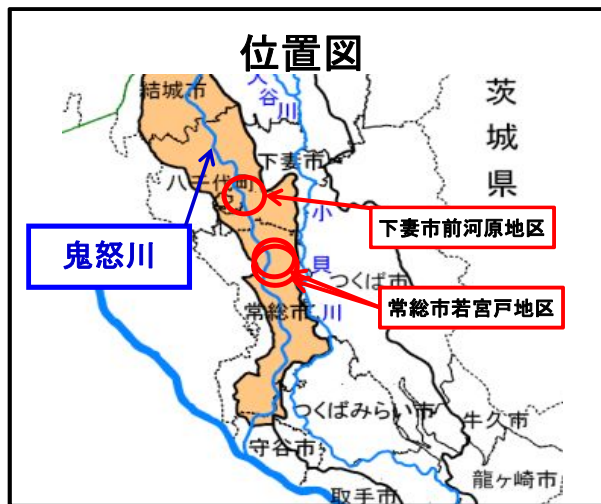 位置図
結城市
大谷川
茨城県
下妻市
八千代町
小貝川
下妻市前河原地区
鬼怒川
つくば市
常総市若宮戸地区
常総市
つくばみらい市
牛久市
守谷市
龍ヶ崎市
取手市